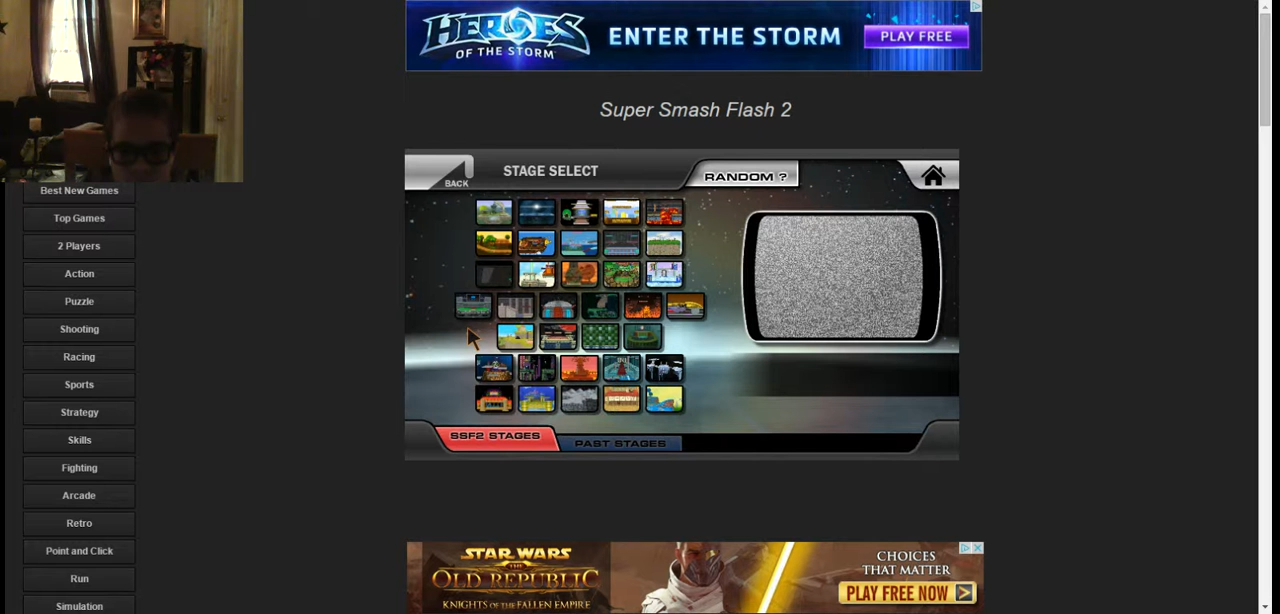 HEROES
OF THE STORM
ENTER THE STORM
PLAY FREE
Super Smash Flash 2
BACK
STAGE SELECT
RANDOM ?
SSF2 STAGES
PAST STAGES
Best New Games
Top Games
2 Players
Action
Puzzle
Shooting
Racing
Sports
Strategy
Skills
Fighting
Arcade
Retro
Point and Click
Run
Simulation
STAR WARS
THE
OLD REPUBLIC
KNIGHTS OF THE FALLEN EMPIRE
CHOICES
THAT MATTER
PLAY FREE NOW